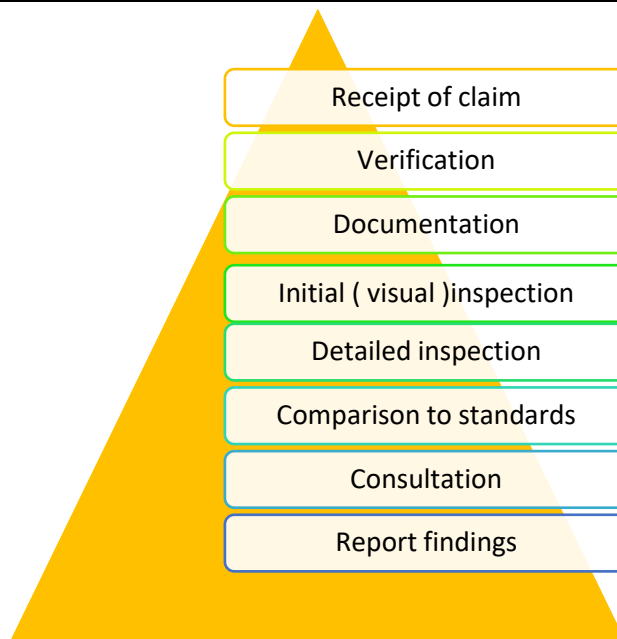 Receipt of claim
Verification
Documentation
Initial ( visual )inspection
Detailed inspection
Comparison to standards
Consultation
Report findings